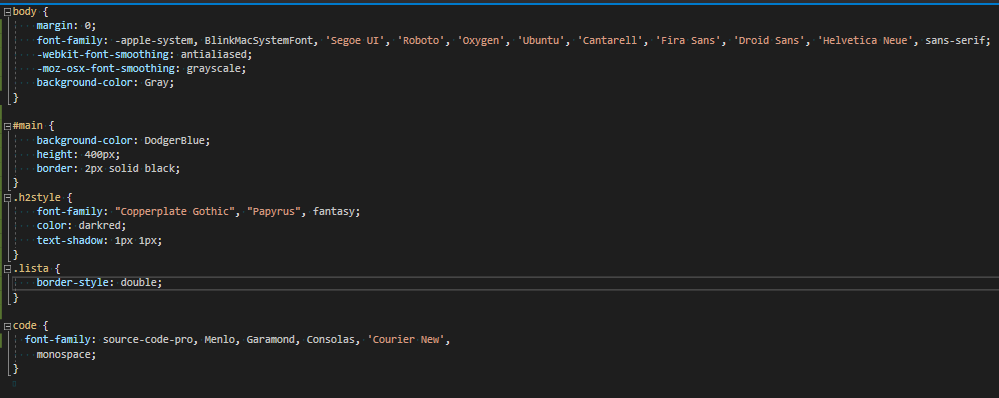 body {
margin: 0;
font-family: -apple-system, BlinkMacSystemFont, 'Segoe UI', 'Roboto', 'Oxygen', 'Ubuntu', 'Cantarell', 'Fira Sans', 'Droid Sans', 'Helvetica Neue', sans-serif;
-webkit-font-smoothing: antialiased;
-moz-osx-font-smoothing: grayscale;
background-color: Gray;
}
#main {
background-color: DodgerBlue;
height: 400px;
border: 2px solid black;
}
.h2style {
font-family: "Copperplate Gothic", "Papyrus", fantasy;
color: darkred;
text-shadow: 1px 1px;
}
.lista {
border-style: double;
}
code {
font-family: source-code-pro, Menlo, Garamond, Consolas, 'Courier New',
monospace;
}